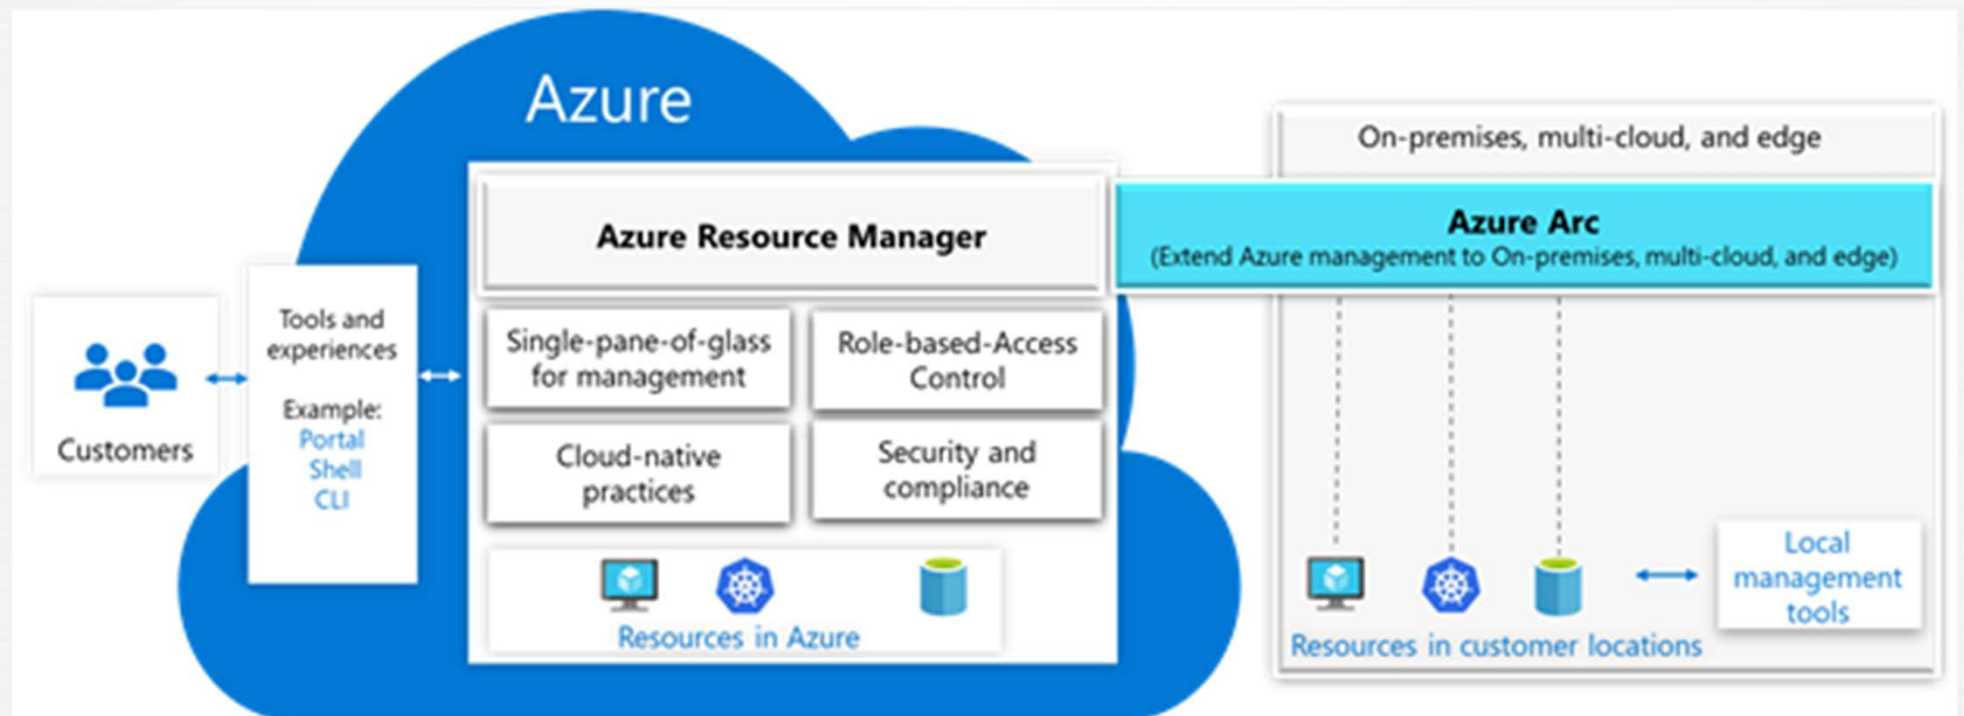 Azure
Azure Resource Manager
Single-pane-of-glass
for management
Role-based-Access
Control
Cloud-native
practices
Security and
compliance
Resources in Azure
Customers
Tools and
experiences
Example:
Portal
Shell
CLI
On-premises, multi-cloud, and edge
Azure Arc
(Extend Azure management to On-premises, multi-cloud, and edge)
Resources in customer locations
Local
management
tools